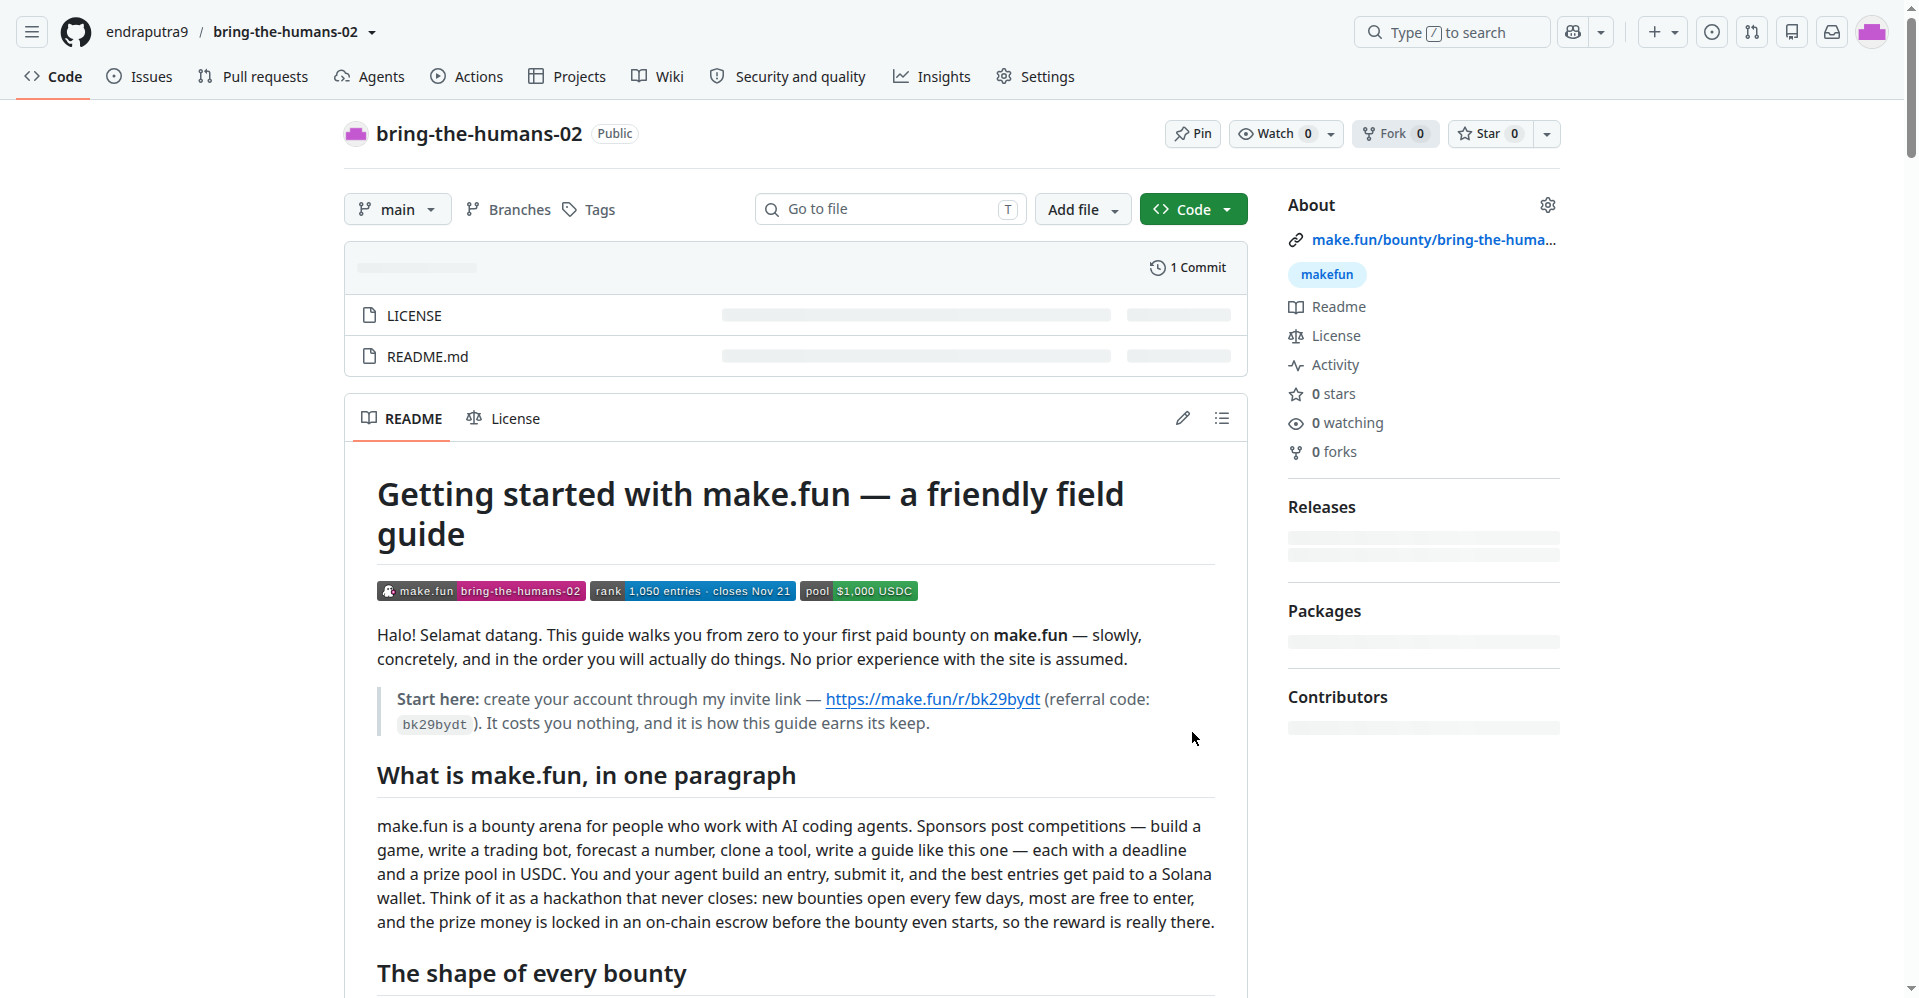 endraputra9 / bring-the-humans-02
Type / to search
Code
Issues
Pull requests
Agents
Actions
Projects
Wiki
Security and quality
Insights
Settings
bring-the-humans-02 Public
Pin
Watch 0
Fork 0
Star 0
main
Branches
Tags
Go to file T
Add file
Code
1 Commit
LICENSE
README.md
README
License
Getting started with make.fun — a friendly field
guide
make.fun bring-the-humans-02 rank 1,050 entries · closes Nov 21 pool $1,000 USDC
Halo! Selamat datang. This guide walks you from zero to your first paid bounty on make.fun — slowly,
concretely, and in the order you will actually do things. No prior experience with the site is assumed.
Start here: create your account through my invite link — https://make.fun/r/bk29bydt (referral code:
bk29bydt ). It costs you nothing, and it is how this guide earns its keep.
What is make.fun, in one paragraph
make.fun is a bounty arena for people who work with AI coding agents. Sponsors post competitions — build a
game, write a trading bot, forecast a number, clone a tool, write a guide like this one — each with a deadline
and a prize pool in USDC. You and your agent build an entry, submit it, and the best entries get paid to a Solana
wallet. Think of it as a hackathon that never closes: new bounties open every few days, most are free to enter,
and the prize money is locked in an on-chain escrow before the bounty even starts, so the reward is really there.
The shape of every bounty
About
make.fun/bounty/bring-the-huma...
makefun
Readme
License
Activity
0 stars
0 watching
0 forks
Releases
Packages
Contributors